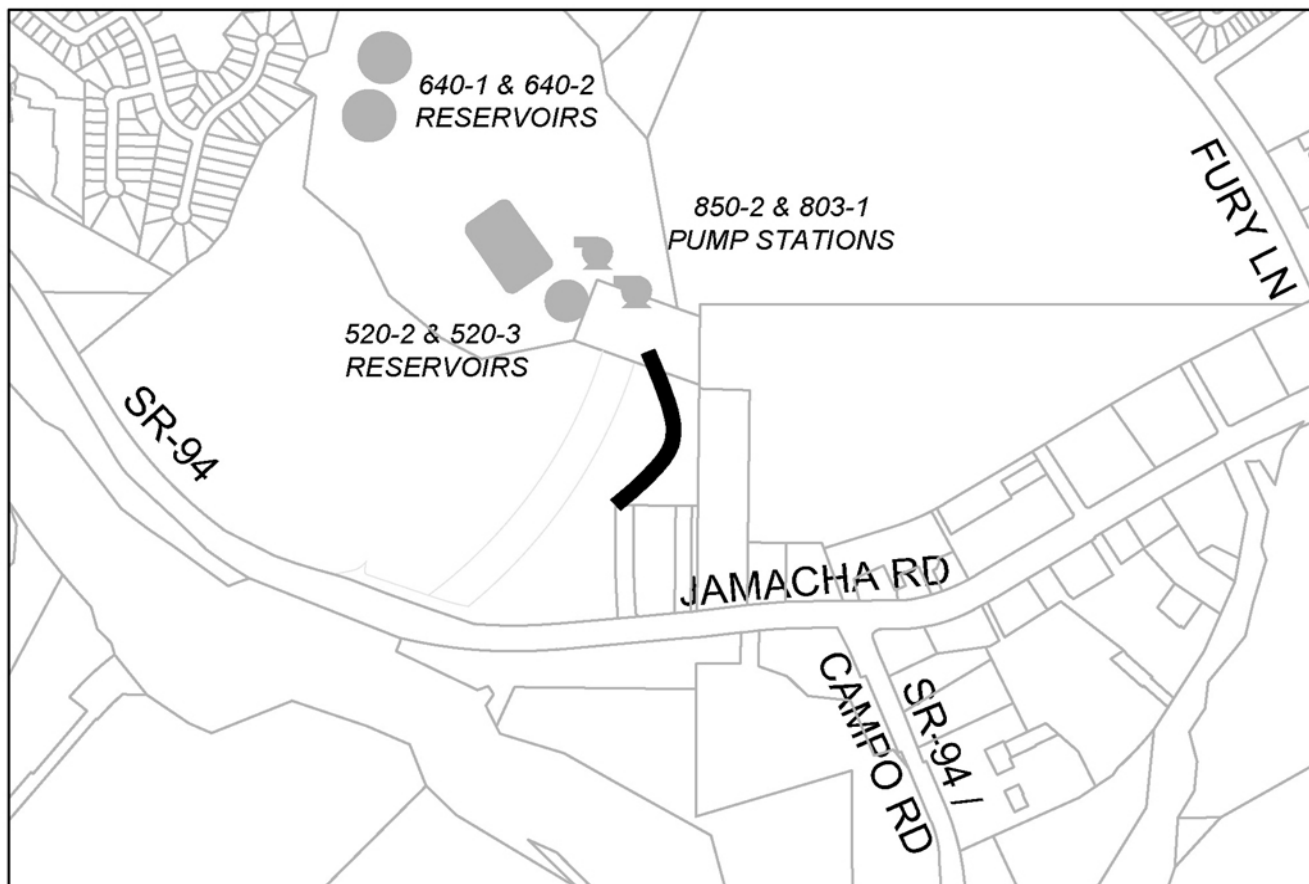 640-1 & 640-2
RESERVOIRS
850-2 & 803-1
PUMP STATIONS
FURY LN
520-2 & 520-3
RESERVOIRS
SR-94
JAMACHA RD
SR-94 /
CAMPO RD